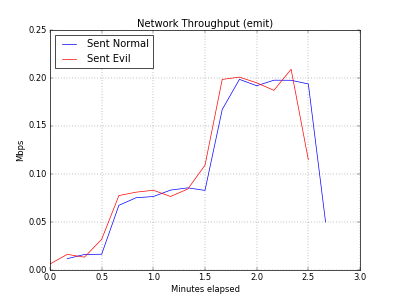 Network Throughput (emit)
0.25
Sent Normal
Sent Evil
0.20
0.15
Mbps
0.10
0.05
0.00
0.0 0.5 1.0 1.5 2.0 2.5 3.0
Minutes elapsed